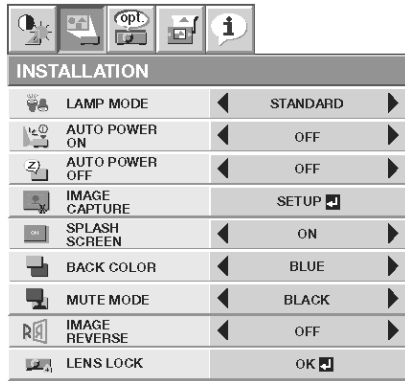 opt.
i
INSTALLATION
LAMP MODE STANDARD
AUTO POWER
ON OFF
AUTO POWER
OFF OFF
IMAGE
CAPTURE SETUP
SPLASH
SCREEN ON
BACK COLOR BLUE
MUTE MODE BLACK
IMAGE
REVERSE OFF
LENS LOCK OK